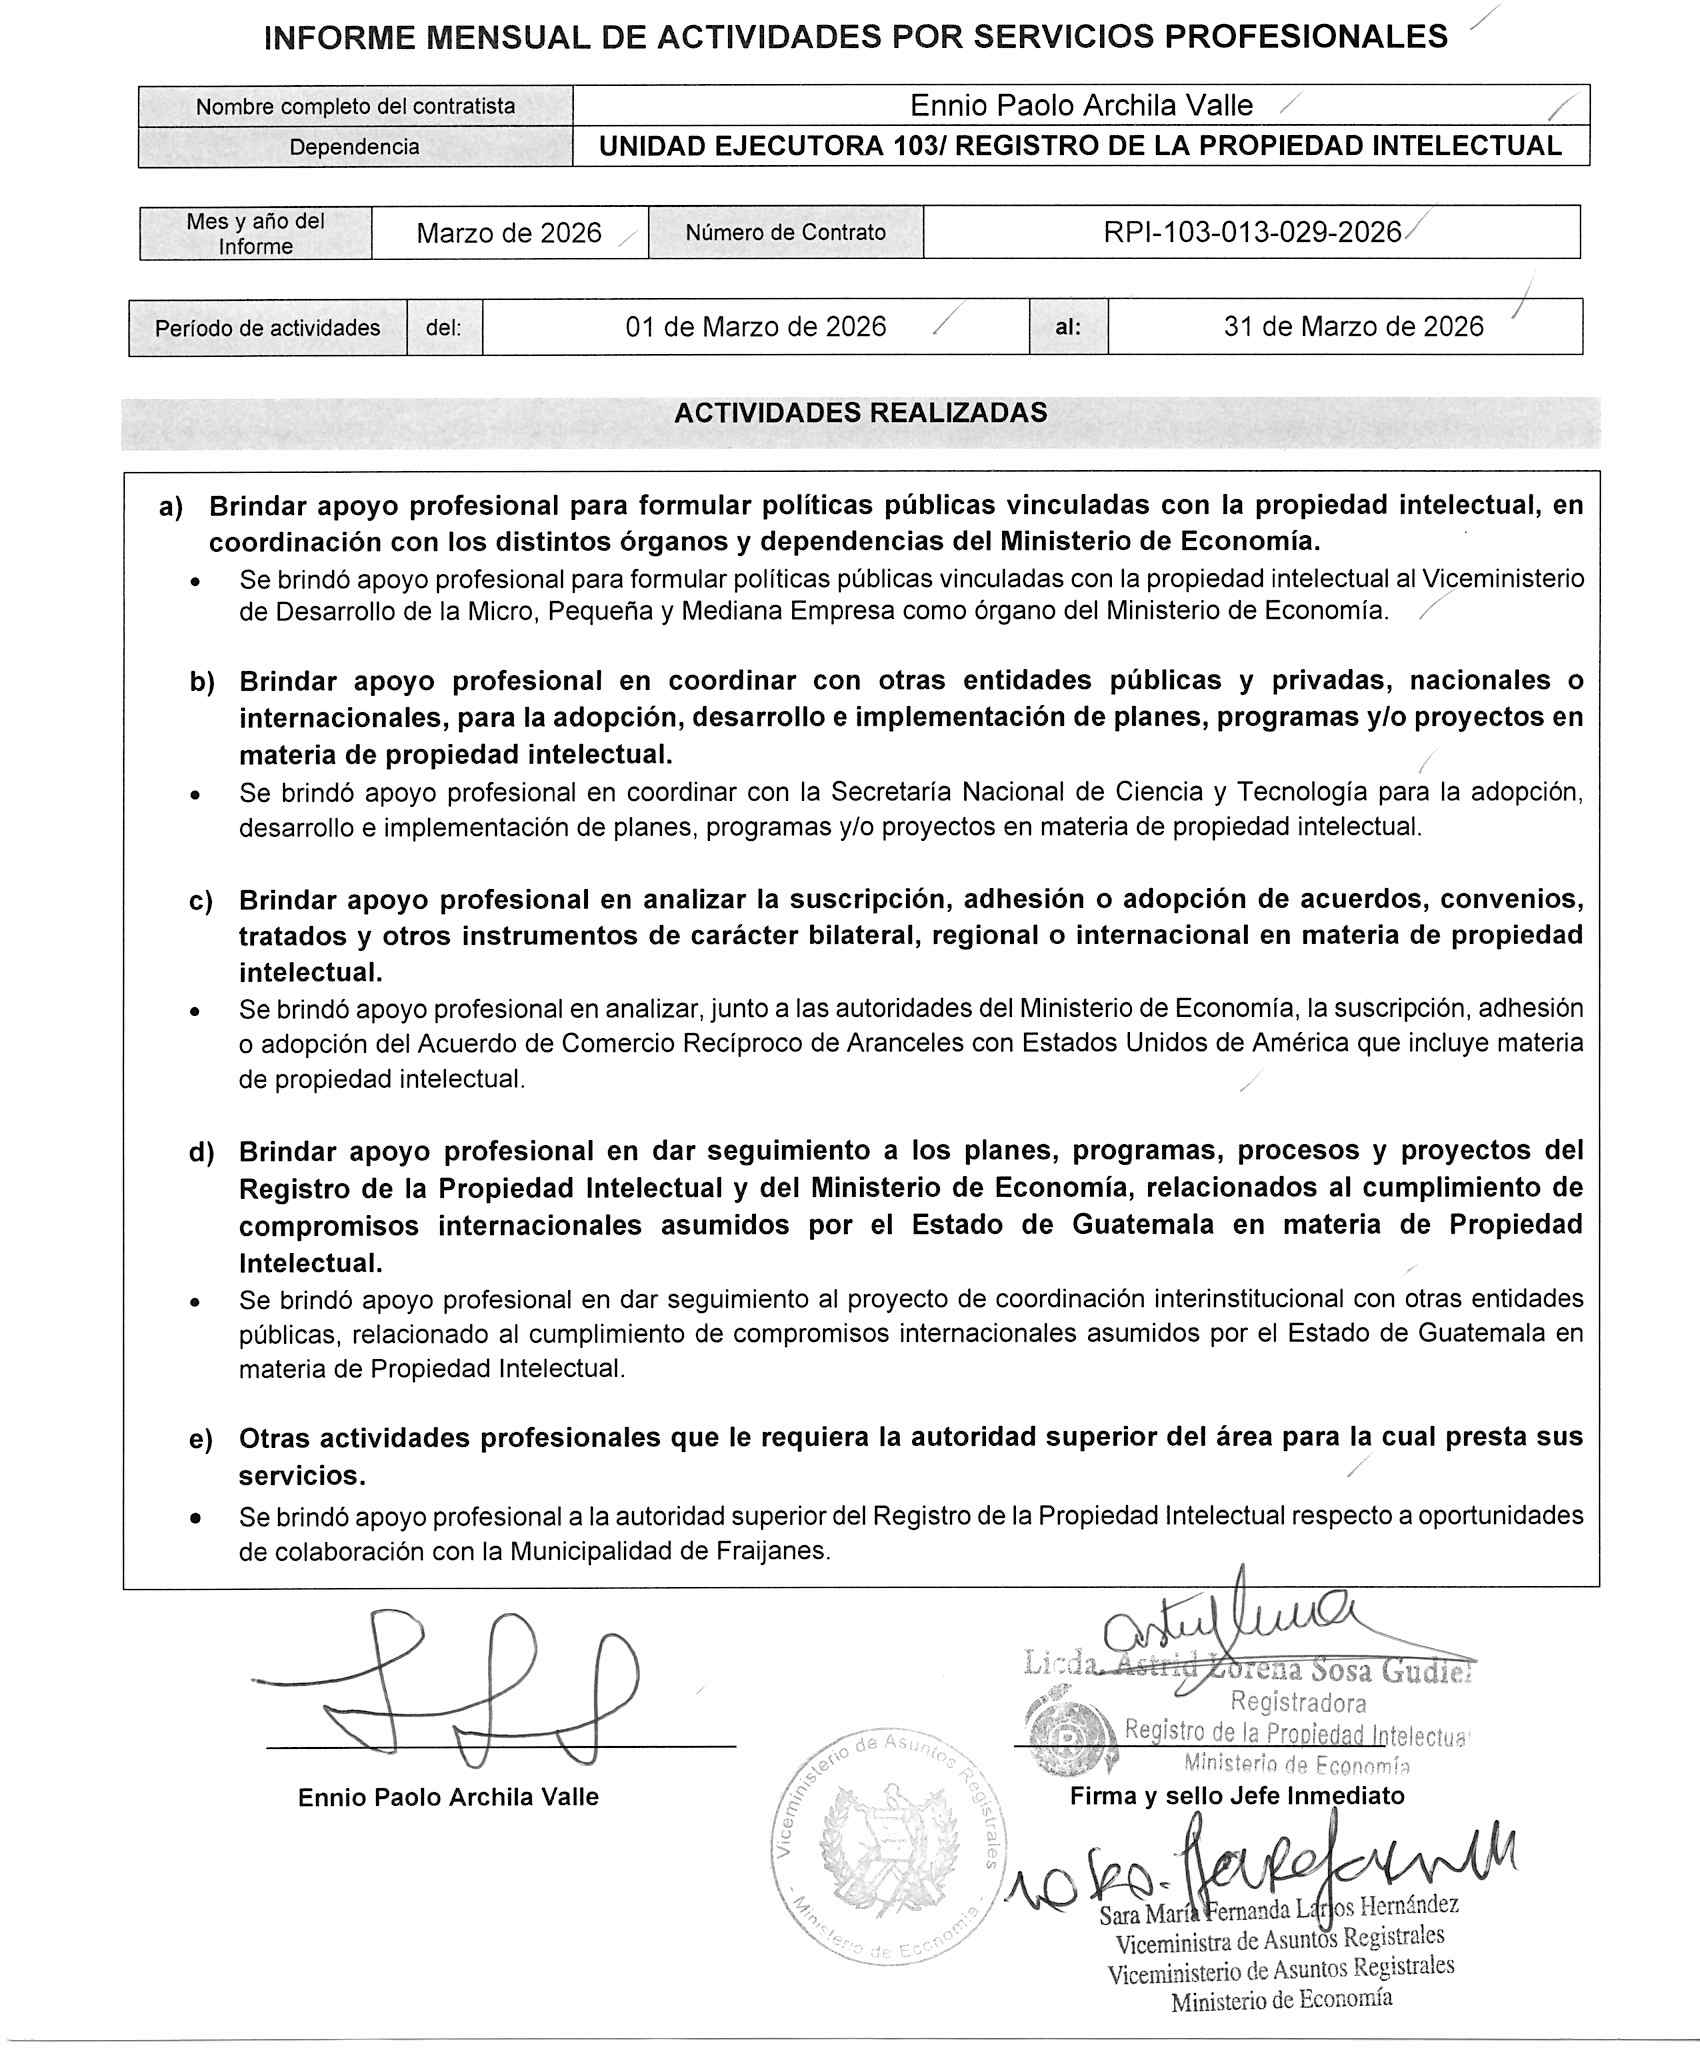 INFORME MENSUAL DE ACTIVIDADES POR SERVICIOS PROFESIONALES
Nombre completo del contratista Ennio Paolo Archila Valle
Dependencia UNIDAD EJECUTORA 103/ REGISTRO DE LA PROPIEDAD INTELECTUAL
Mes y año del
Informe
Marzo de 2026 Número de Contrato RPI-103-013-029-2026
Período de actividades del: 01 de Marzo de 2026 al: 31 de Marzo de 2026
ACTIVIDADES REALIZADAS
a) Brindar apoyo profesional para formular políticas públicas vinculadas con la propiedad intelectual, en
coordinación con los distintos órganos y dependencias del Ministerio de Economía.
• Se brindó apoyo profesional para formular políticas públicas vinculadas con la propiedad intelectual al Viceministerio
de Desarrollo de la Micro, Pequeña y Mediana Empresa como órgano del Ministerio de Economía.
b) Brindar apoyo profesional en coordinar con otras entidades públicas y privadas, nacionales o
internacionales, para la adopción, desarrollo e implementación de planes, programas y/o proyectos en
materia de propiedad intelectual.
• Se brindó apoyo profesional en coordinar con la Secretaría Nacional de Ciencia y Tecnología para la adopción,
desarrollo e implementación de planes, programas y/o proyectos en materia de propiedad intelectual.
c) Brindar apoyo profesional en analizar la suscripción, adhesión o adopción de acuerdos, convenios,
tratados y otros instrumentos de carácter bilateral, regional o internacional en materia de propiedad
intelectual.
• Se brindó apoyo profesional en analizar, junto a las autoridades del Ministerio de Economía, la suscripción, adhesión
o adopción del Acuerdo de Comercio Recíproco de Aranceles con Estados Unidos de América que incluye materia
de propiedad intelectual.
d) Brindar apoyo profesional en dar seguimiento a los planes, programas, procesos y proyectos del
Registro de la Propiedad Intelectual y del Ministerio de Economía, relacionados al cumplimiento de
compromisos internacionales asumidos por el Estado de Guatemala en materia de Propiedad
Intelectual.
• Se brindó apoyo profesional en dar seguimiento al proyecto de coordinación interinstitucional con otras entidades
públicas, relacionado al cumplimiento de compromisos internacionales asumidos por el Estado de Guatemala en
materia de Propiedad Intelectual.
e) Otras actividades profesionales que le requiera la autoridad superior del área para la cual presta sus
servicios.
• Se brindó apoyo profesional a la autoridad superior del Registro de la Propiedad Intelectual respecto a oportunidades
de colaboración con la Municipalidad de Fraijanes.
Licda. Astrid Lorena Sosa Gudiel
Registradora
Registro de la Propiedad Intelectua
Ministerio de Economía
Ennio Paolo Archila Valle
Firma y sello Jefe Inmediato
Viceministerio de Asuntos Registrales
- Ministerio de Economía -
Sara María Fernanda Larios Hernández
Viceministra de Asuntos Registrales
Viceministerio de Asuntos Registrales
Ministerio de Economía